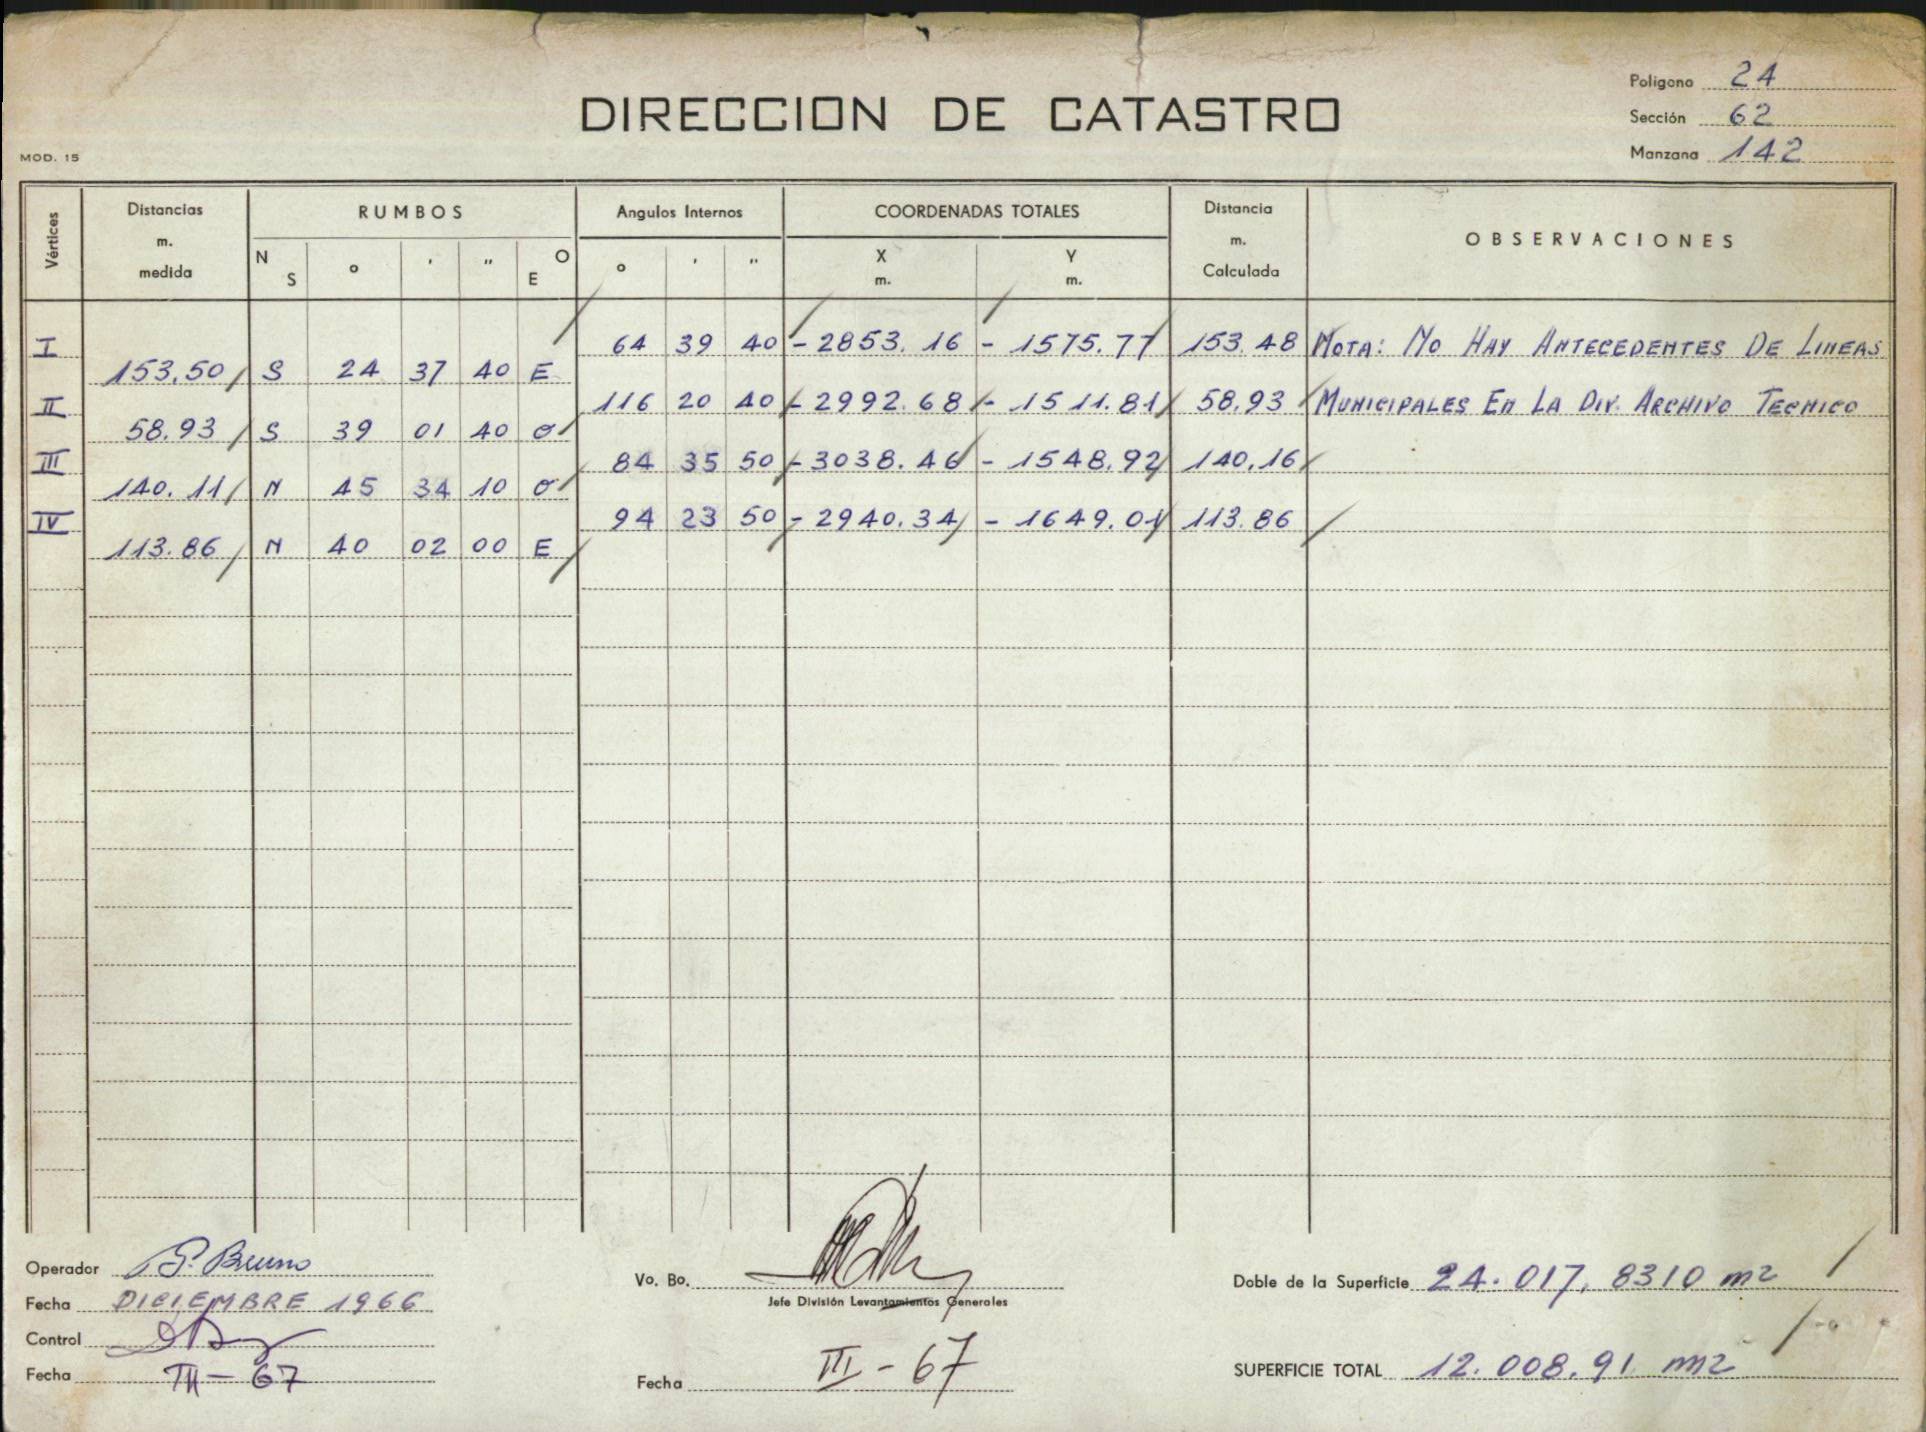 Poligono 24
DIRECCION DE CATASTRO
Sección 62
MOD. 15
Manzana 142
Vértices
Distancias m. medida
RUMBOS
Angulos Internos
COORDENADAS TOTALES
Distancia m. Calculada
OBSERVACIONES
N S ° ' " O E
° ' "
X m.
Y m.
I 64 39 40 - 2853.16 - 1575.77 153.48 NOTA: NO HAY ANTECEDENTES DE LINEAS
153.50 S 24 37 40 E
II 116 20 40 - 2992.68 - 1511.81 58.93 MUNICIPALES EN LA DIV. ARCHIVO TECNICO
58.93 S 39 01 40 O
III 84 35 50 - 3038.46 - 1548.92 140.16
140.11 N 45 34 10 O
IV 94 23 50 - 2940.34 - 1649.01 113.86
113.86 N 40 02 00 E
Operador G. Bruno
Fecha DICIEMBRE 1966
Control
Fecha III - 67
Vo. Bo.
Jefe División Levantamientos Generales
Fecha III - 67
Doble de la Superficie 24.017,8310 m2
SUPERFICIE TOTAL 12.008,91 m2